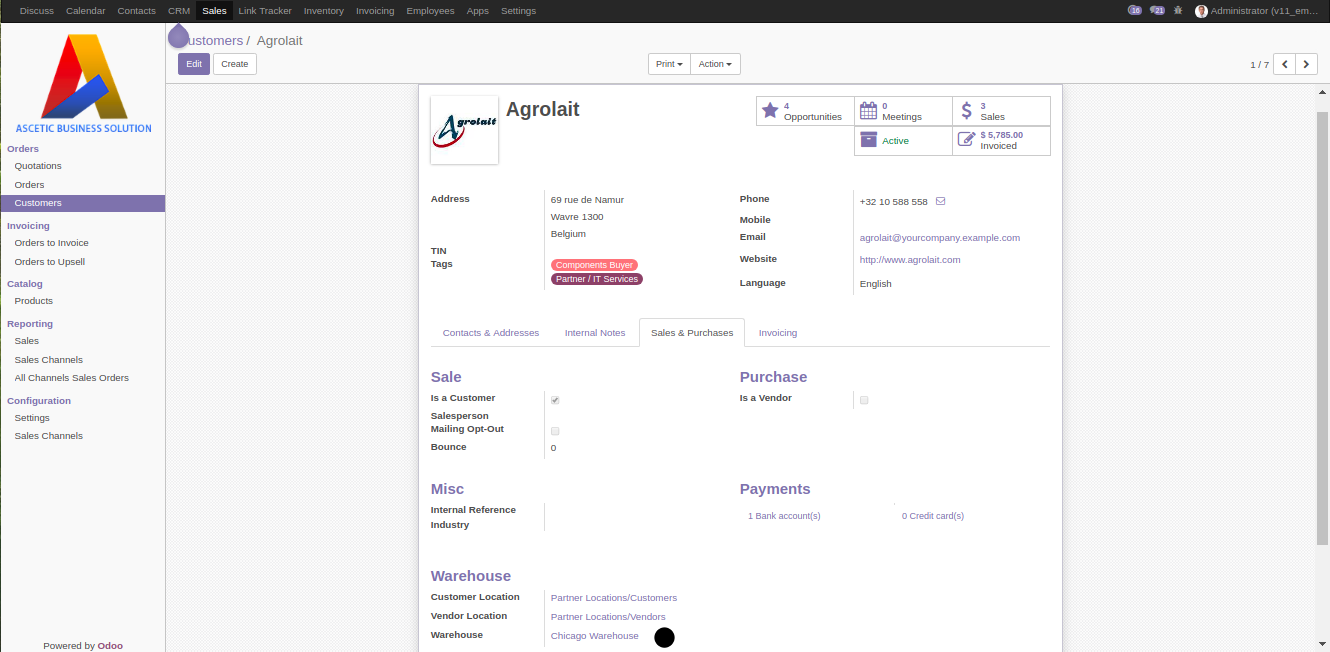 Discuss Calendar Contacts CRM Sales Link Tracker Inventory Invoicing Employees Apps Settings 16 21 Administrator (v11_em...
ASCETIC BUSINESS SOLUTION
Orders
Quotations
Orders
Customers
Invoicing
Orders to Invoice
Orders to Upsell
Catalog
Products
Reporting
Sales
Sales Channels
All Channels Sales Orders
Configuration
Settings
Sales Channels
Powered by Odoo
ustomers / Agrolait
Edit Create Print Action 1 / 7
Agrolait
Agrolait
4 Opportunities
0 Meetings
3 Sales
Active
$ 5,785.00 Invoiced
Address 69 rue de Namur
Wavre 1300
Belgium
TIN
Tags Components Buyer
Partner / IT Services
Phone +32 10 588 558
Mobile
Email agrolait@yourcompany.example.com
Website http://www.agrolait.com
Language English
Contacts & Addresses Internal Notes Sales & Purchases Invoicing
Sale
Is a Customer
Salesperson
Mailing Opt-Out
Bounce 0
Purchase
Is a Vendor
Misc
Internal Reference
Industry
Payments
1 Bank account(s) 0 Credit card(s)
Warehouse
Customer Location Partner Locations/Customers
Vendor Location Partner Locations/Vendors
Warehouse Chicago Warehouse